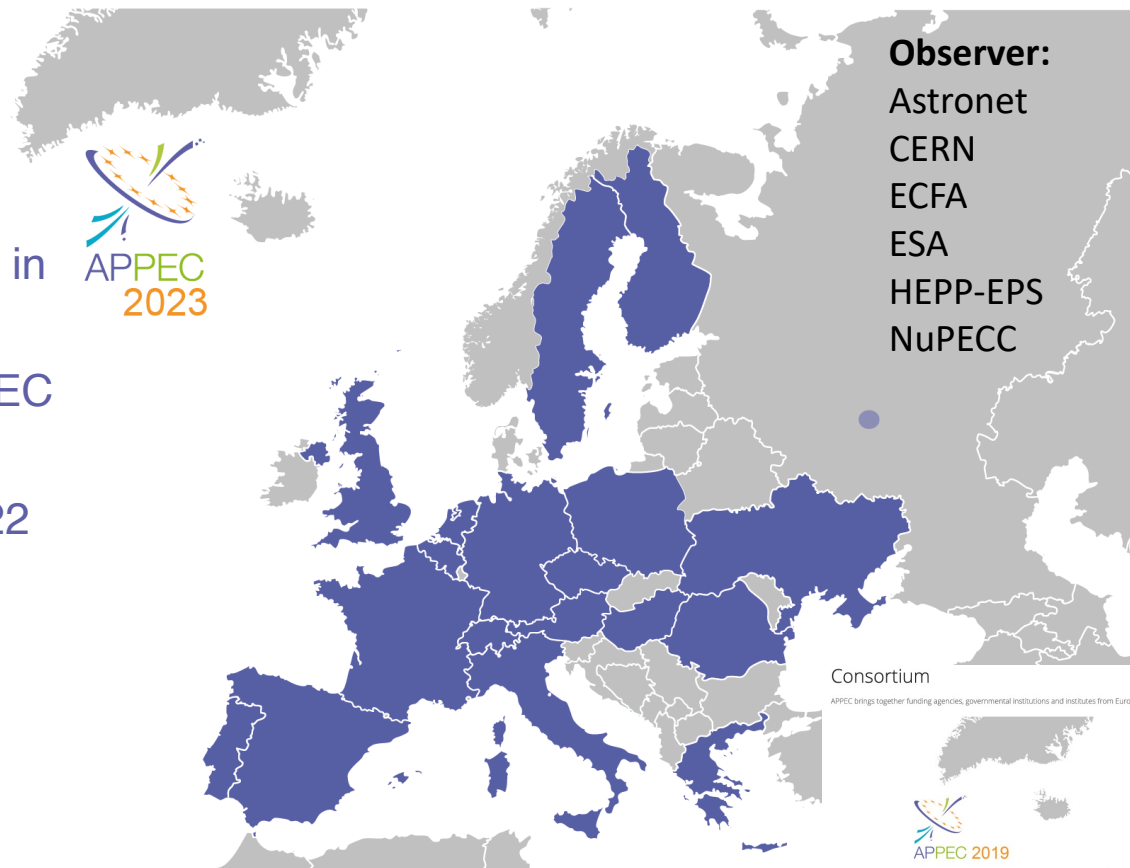 in
EC
22
APPEC
2023
Observer:
Astronet
CERN
ECFA
ESA
HEPP-EPS
NuPECC
Consortium
APPEC brings together funding agencies, governmental institutions and institutes from Euro
APPEC 2019